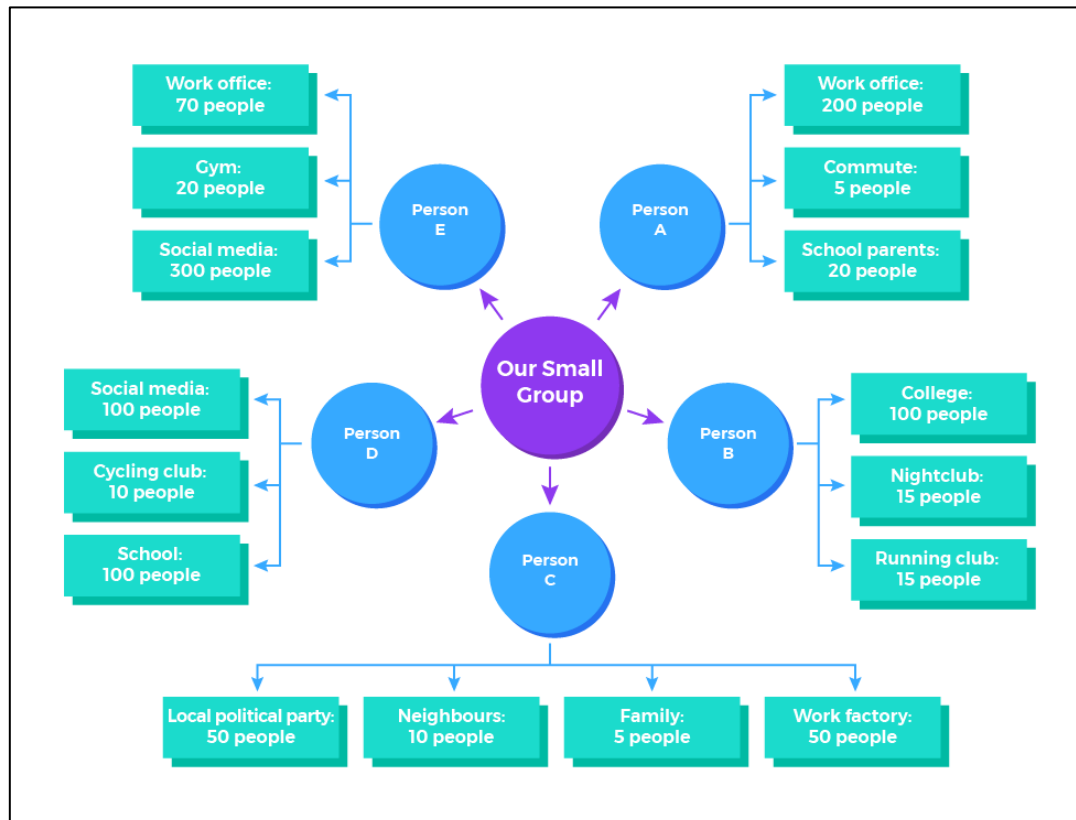 Work office:
70 people
Gym:
20 people
Social media:
300 people
Person
E
Work office:
200 people
Commute:
5 people
School parents:
20 people
Person
A
Our Small
Group
Social media:
100 people
Cycling club:
10 people
School:
100 people
Person
D
College:
100 people
Nightclub:
15 people
Running club:
15 people
Person
B
Person
C
Local political party:
50 people
Neighbours:
10 people
Family:
5 people
Work factory:
50 people